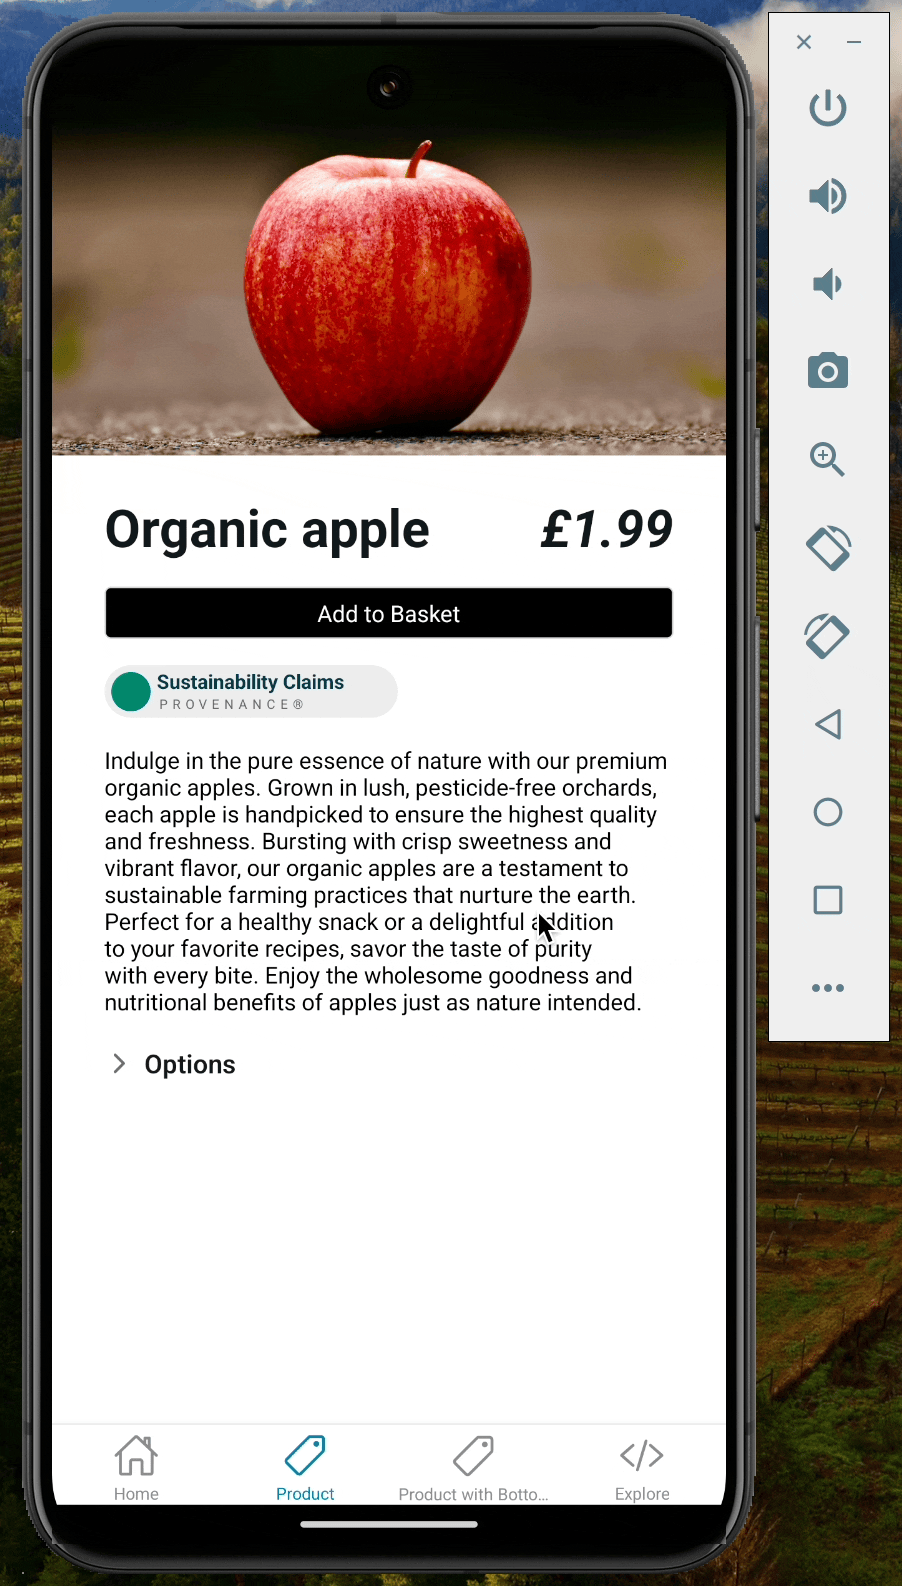 Organic apple £1.99
Add to Basket
Sustainability Claims
PROVENANCE®
Indulge in the pure essence of nature with our premium
organic apples. Grown in lush, pesticide-free orchards,
each apple is handpicked to ensure the highest quality
and freshness. Bursting with crisp sweetness and
vibrant flavor, our organic apples are a testament to
sustainable farming practices that nurture the earth.
Perfect for a healthy snack or a delightful addition
to your favorite recipes, savor the taste of purity
with every bite. Enjoy the wholesome goodness and
nutritional benefits of apples just as nature intended.
Options
Home Product Product with Botto... Explore